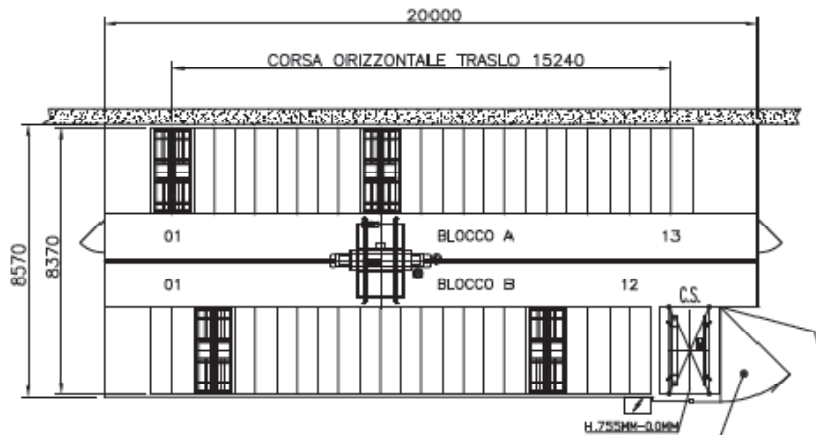 20000
CORSA ORIZZONTALE TRASLO 15240
8570
8370
01
BLOCCO A
13
01
BLOCCO B
12
C.S.
H.755MM-0.0MM